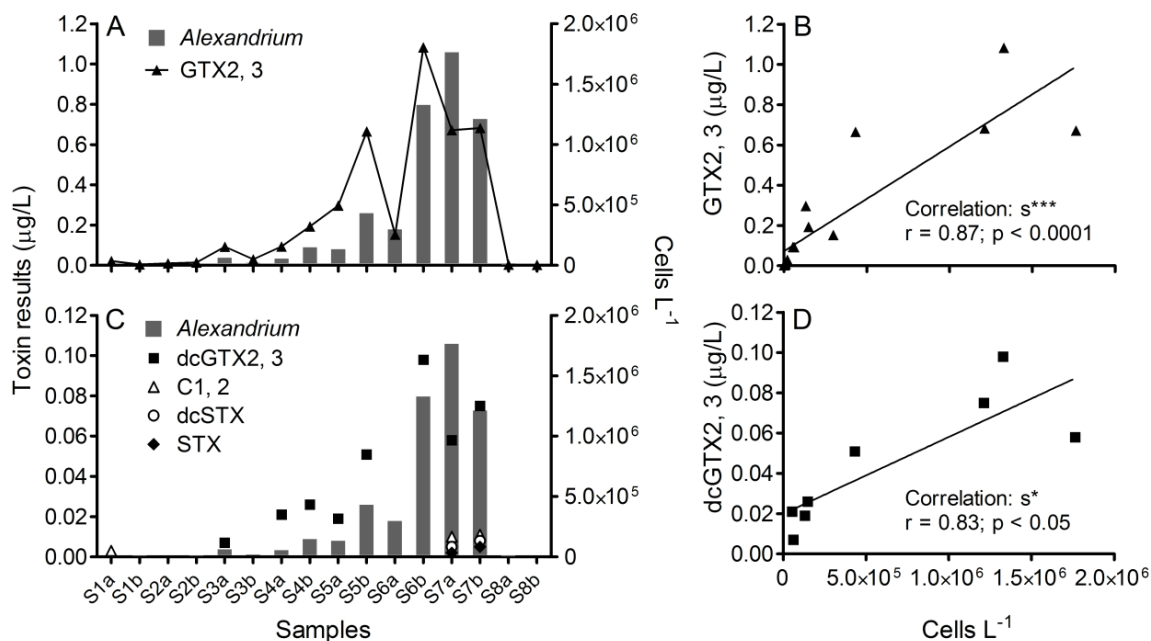 A
Alexandrium
GTX2, 3
1.2
1.0
0.8
0.6
0.4
0.2
0.0
2.0×10⁶
1.5×10⁶
1.0×10⁶
5.0×10⁵
0
B
GTX2, 3 (µg/L)
1.2
1.0
0.8
0.6
0.4
0.2
0.0
Correlation: s***
r = 0.87; p < 0.0001
Toxin results (µg/L)
Cells L⁻¹
C
Alexandrium
dcGTX2, 3
C1, 2
dcSTX
STX
0.12
0.10
0.08
0.06
0.04
0.02
0.00
2.0×10⁶
1.5×10⁶
1.0×10⁶
5.0×10⁵
0
S1a S1b S2a S2b S3a S3b S4a S4b S5a S5b S6a S6b S7a S7b S8a S8b
Samples
D
dcGTX2, 3 (µg/L)
0.12
0.10
0.08
0.06
0.04
0.02
0.00
Correlation: s*
r = 0.83; p < 0.05
0 5.0×10⁵ 1.0×10⁶ 1.5×10⁶ 2.0×10⁶
Cells L⁻¹